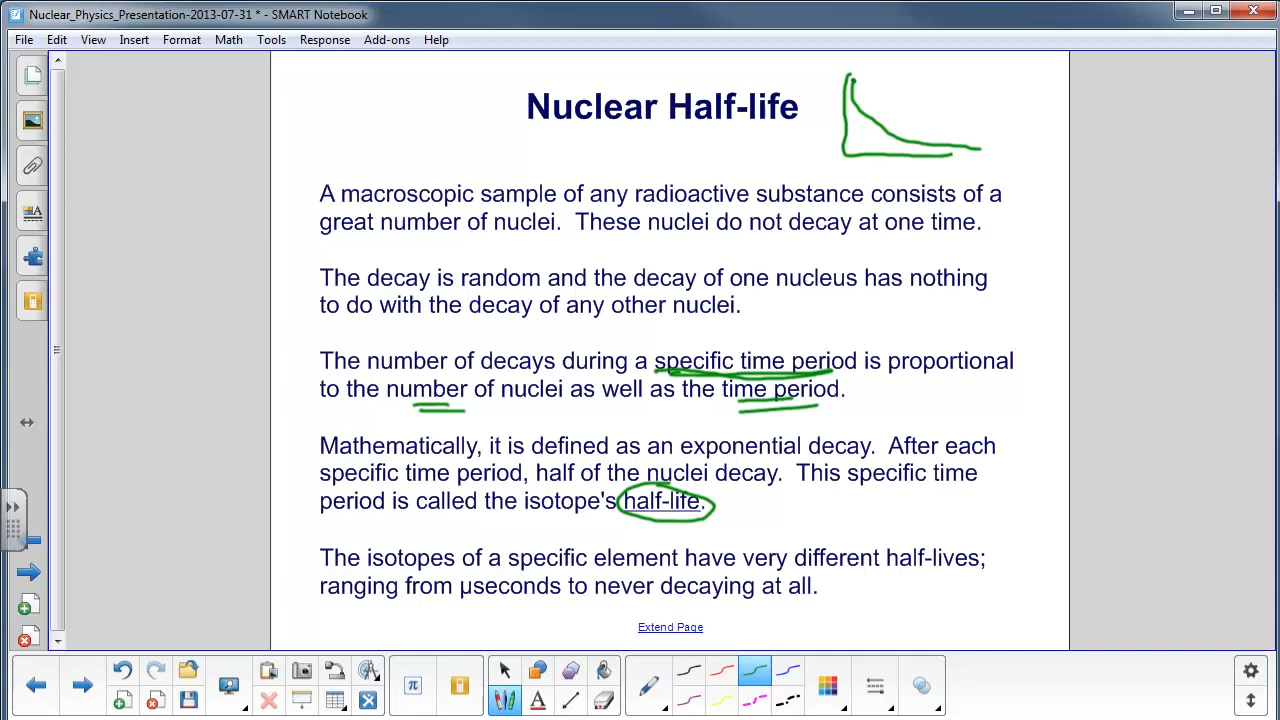 Nuclear_Physics_Presentation-2013-07-31 * - SMART Notebook
File Edit View Insert Format Math Tools Response Add-ons Help
Nuclear Half-life
A macroscopic sample of any radioactive substance consists of a
great number of nuclei. These nuclei do not decay at one time.
The decay is random and the decay of one nucleus has nothing
to do with the decay of any other nuclei.
The number of decays during a specific time period is proportional
to the number of nuclei as well as the time period.
Mathematically, it is defined as an exponential decay. After each
specific time period, half of the nuclei decay. This specific time
period is called the isotope's half-life.
The isotopes of a specific element have very different half-lives;
ranging from µseconds to never decaying at all.
Extend Page